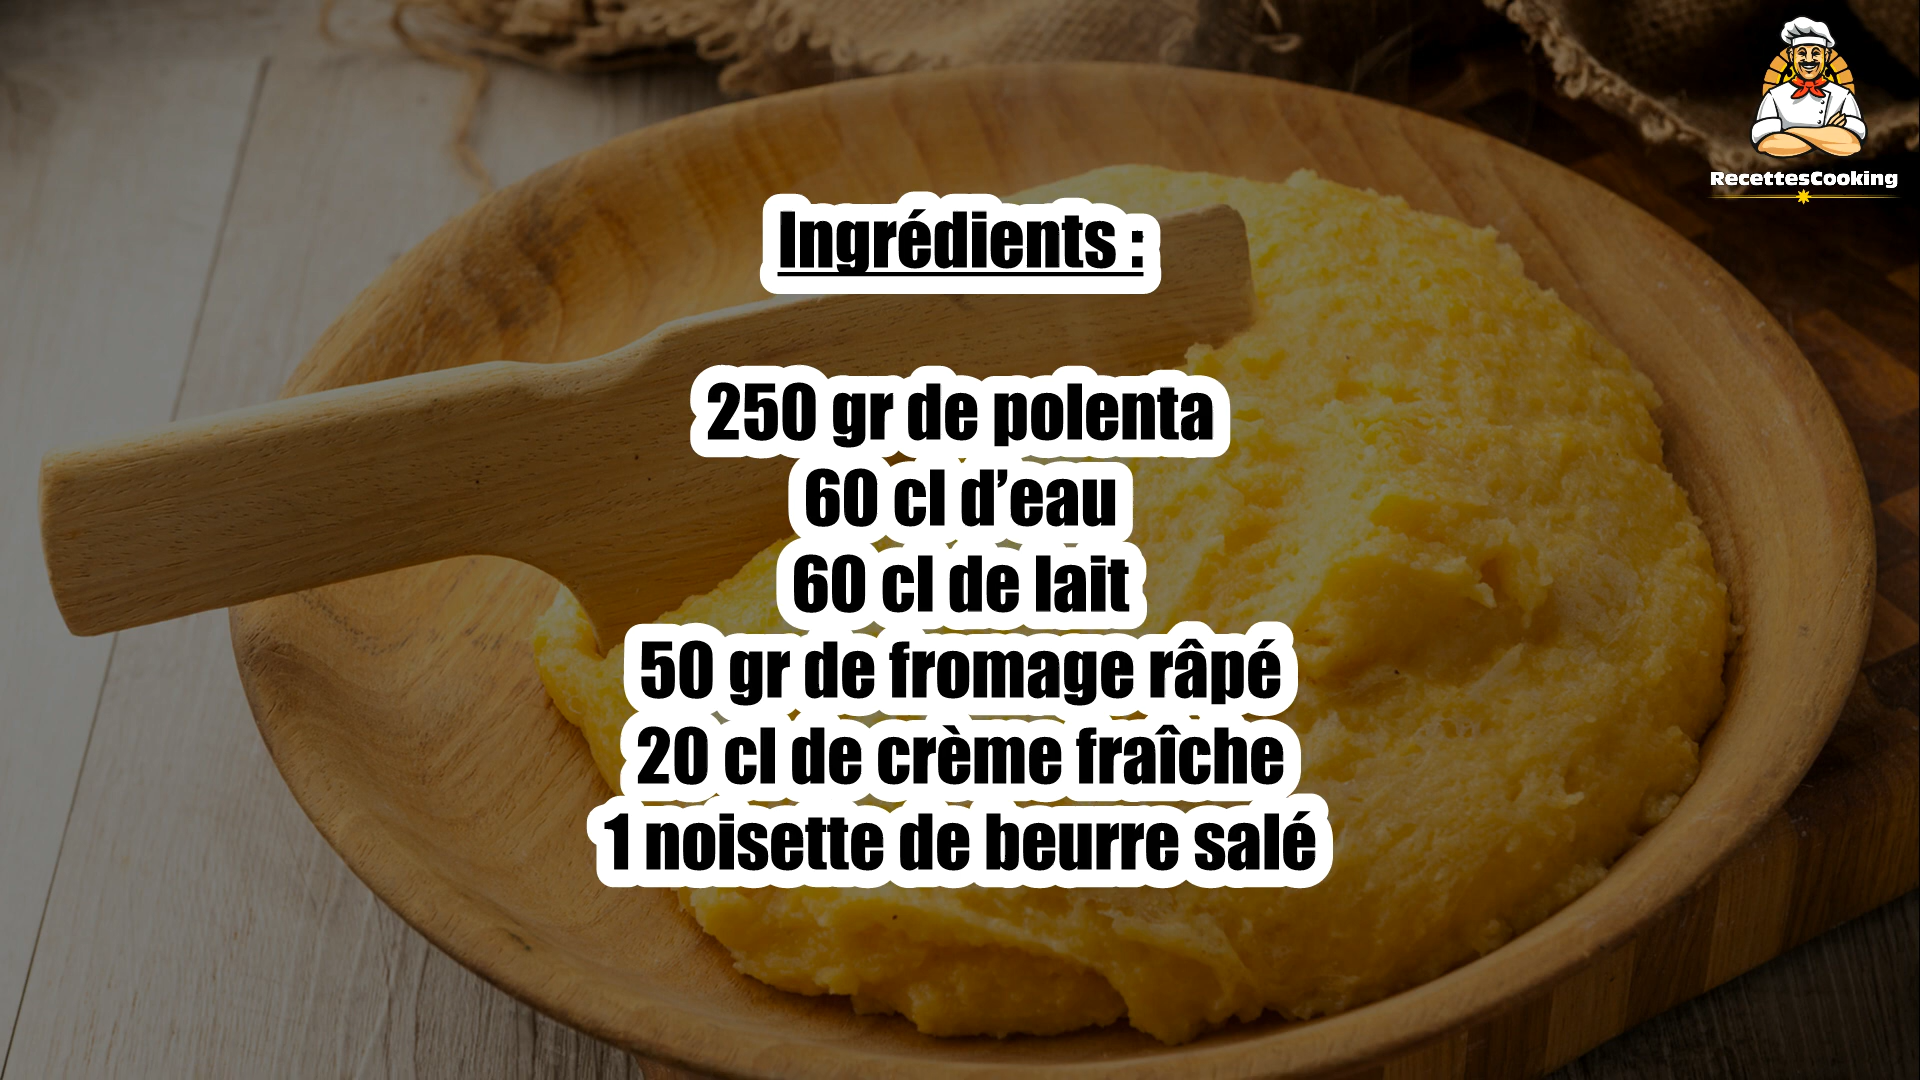 RecettesCooking
Ingrédients :
250 gr de polenta
60 cl d’eau
60 cl de lait
50 gr de fromage râpé
20 cl de crème fraîche
1 noisette de beurre salé